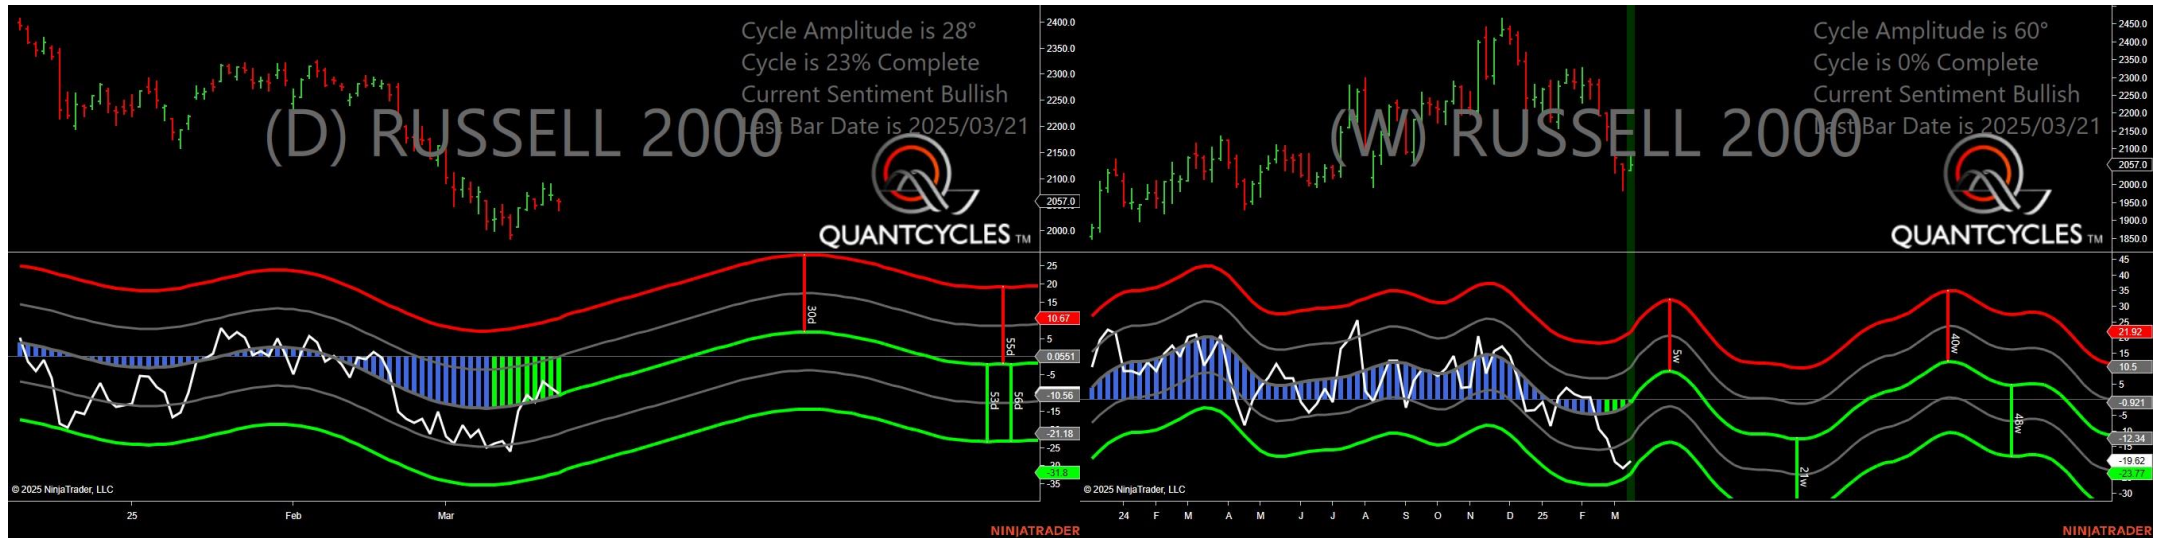 Cycle Amplitude is 28°
Cycle is 23% Complete
Current Sentiment Bullish
Last Bar Date is 2025/03/21
(D) RUSSELL 2000
QUANTCYCLES TM
2400.0
2350.0
2300.0
2250.0
2200.0
2150.0
2100.0
2057.0
2000.0
25
20
15
10.67
5
0.0551
-5
-10.56
-15
-21.18
-25
-31.8
-35
30d
55d
53d
56d
© 2025 NinjaTrader, LLC
25 Feb Mar
NINJATRADER
Cycle Amplitude is 60°
Cycle is 0% Complete
Current Sentiment Bullish
Last Bar Date is 2025/03/21
(W) RUSSELL 2000
QUANTCYCLES TM
2450.0
2400.0
2350.0
2300.0
2250.0
2200.0
2150.0
2100.0
2057.0
2000.0
1950.0
1900.0
1850.0
45
40
35
30
25
21.92
15
10.5
5
-0.921
-5
-12.34
-15
-19.62
-23.77
-30
5w
21w
40w
48w
© 2025 NinjaTrader, LLC
24 F M A M J J A S O N D 25 F M
NINJATRADER